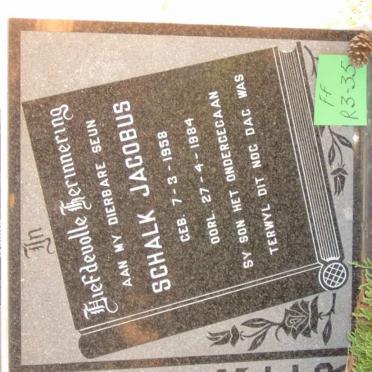 In
Liefdevolle Herinnering
AAN MY DIERBARE SEUN
SCHALK JACOBUS
GEB. 7-3-1958
OORL. 27-4-1984
SY SON HET ONDERGEGAAN
TERWYL DIT NOG DAG WAS
FF
R3-35